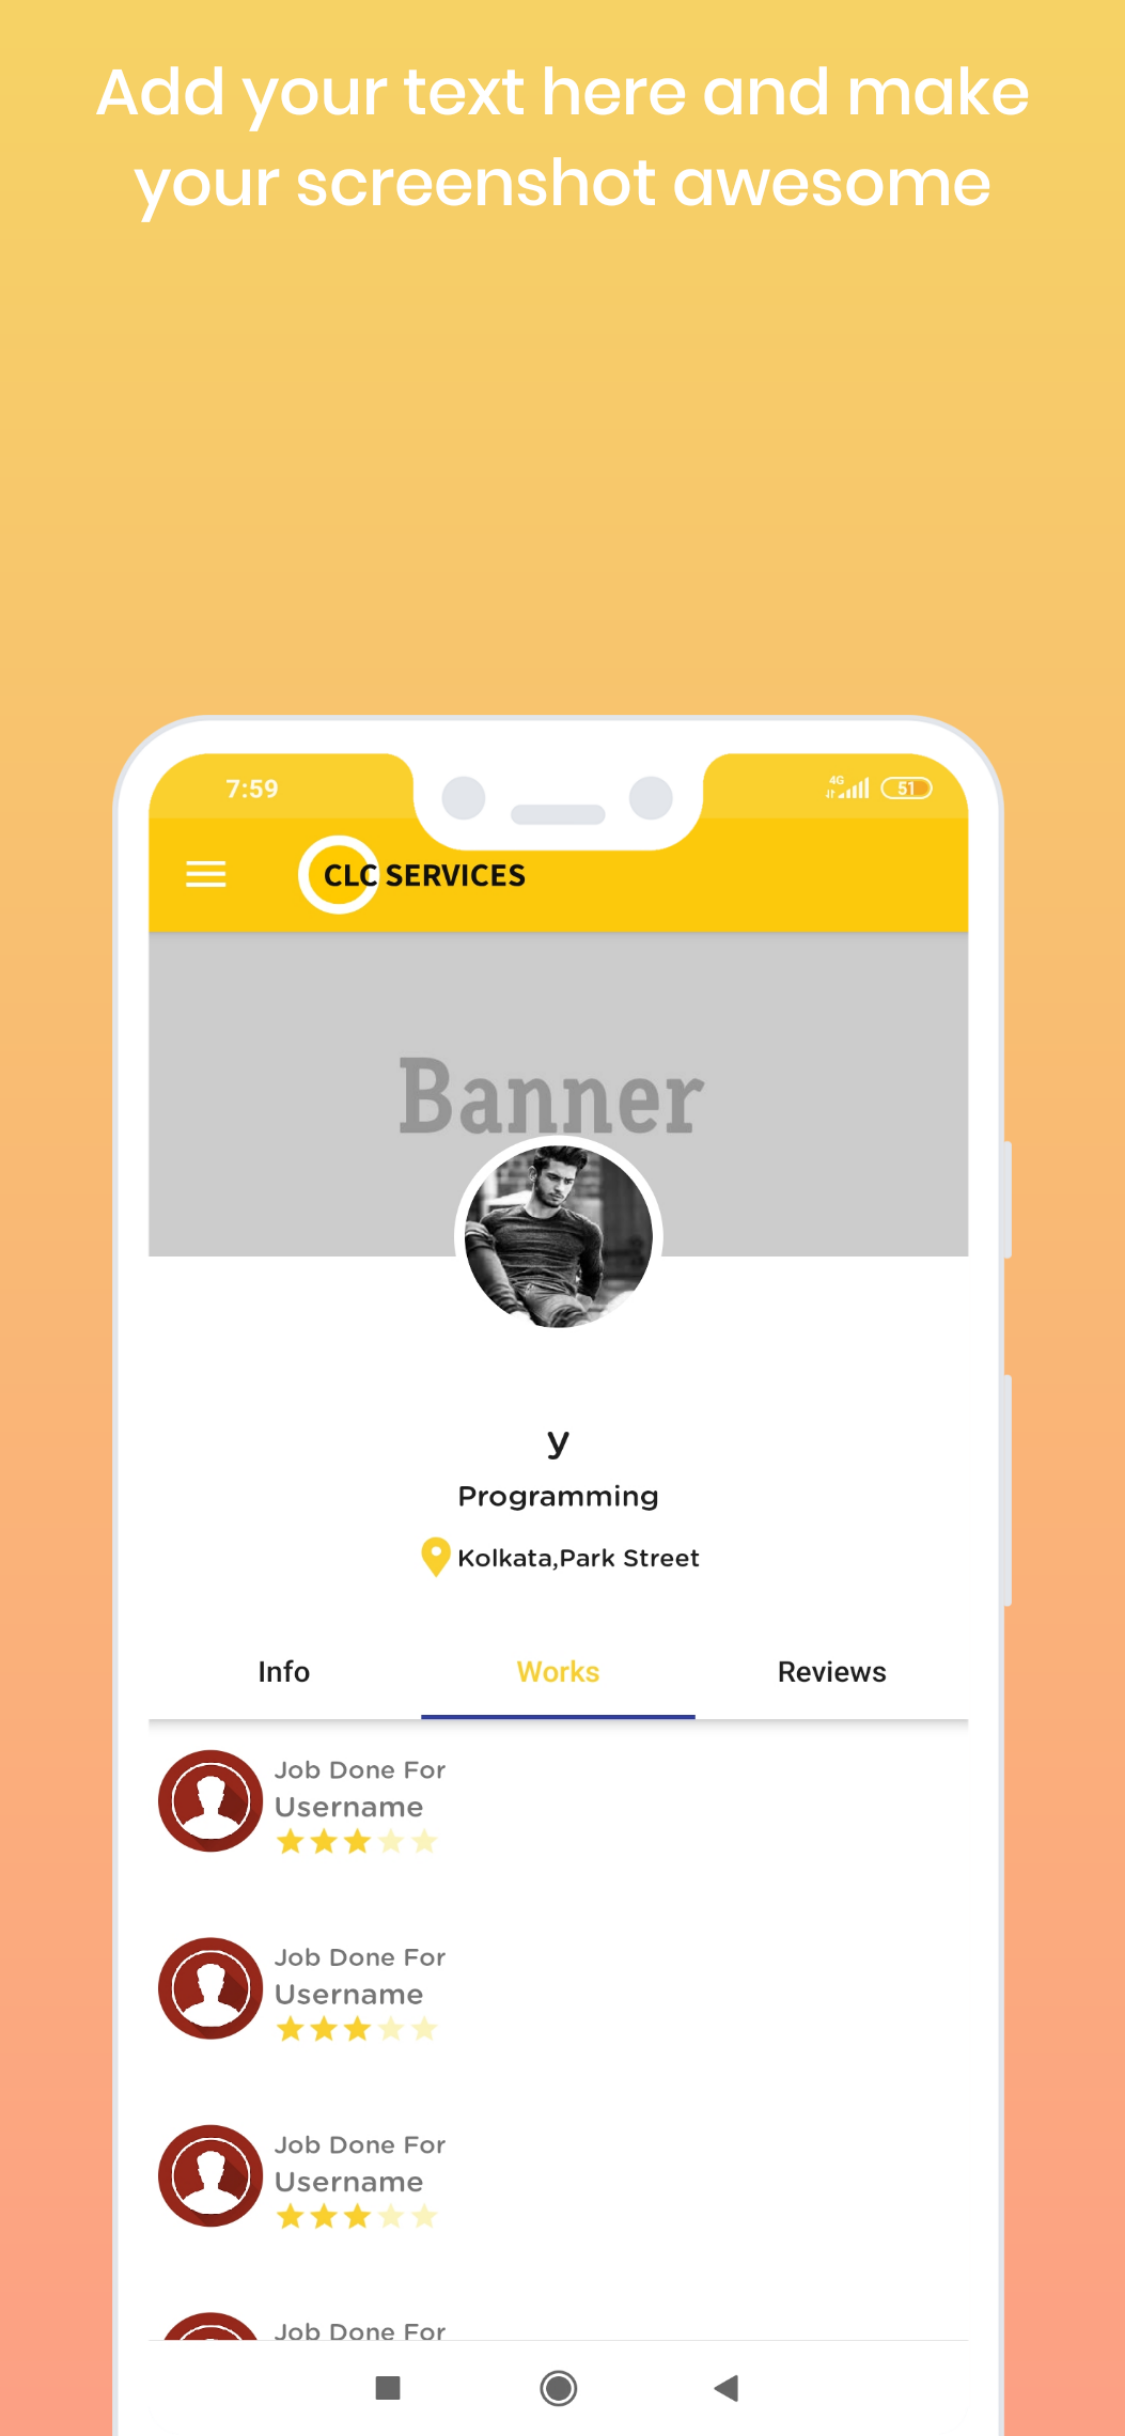 Add your text here and make
your screenshot awesome
7:59
4G
51
CLC SERVICES
Banner
y
Programming
Kolkata,Park Street
Info
Works
Reviews
Job Done For
Username
Job Done For
Username
Job Done For
Username
Job Done For